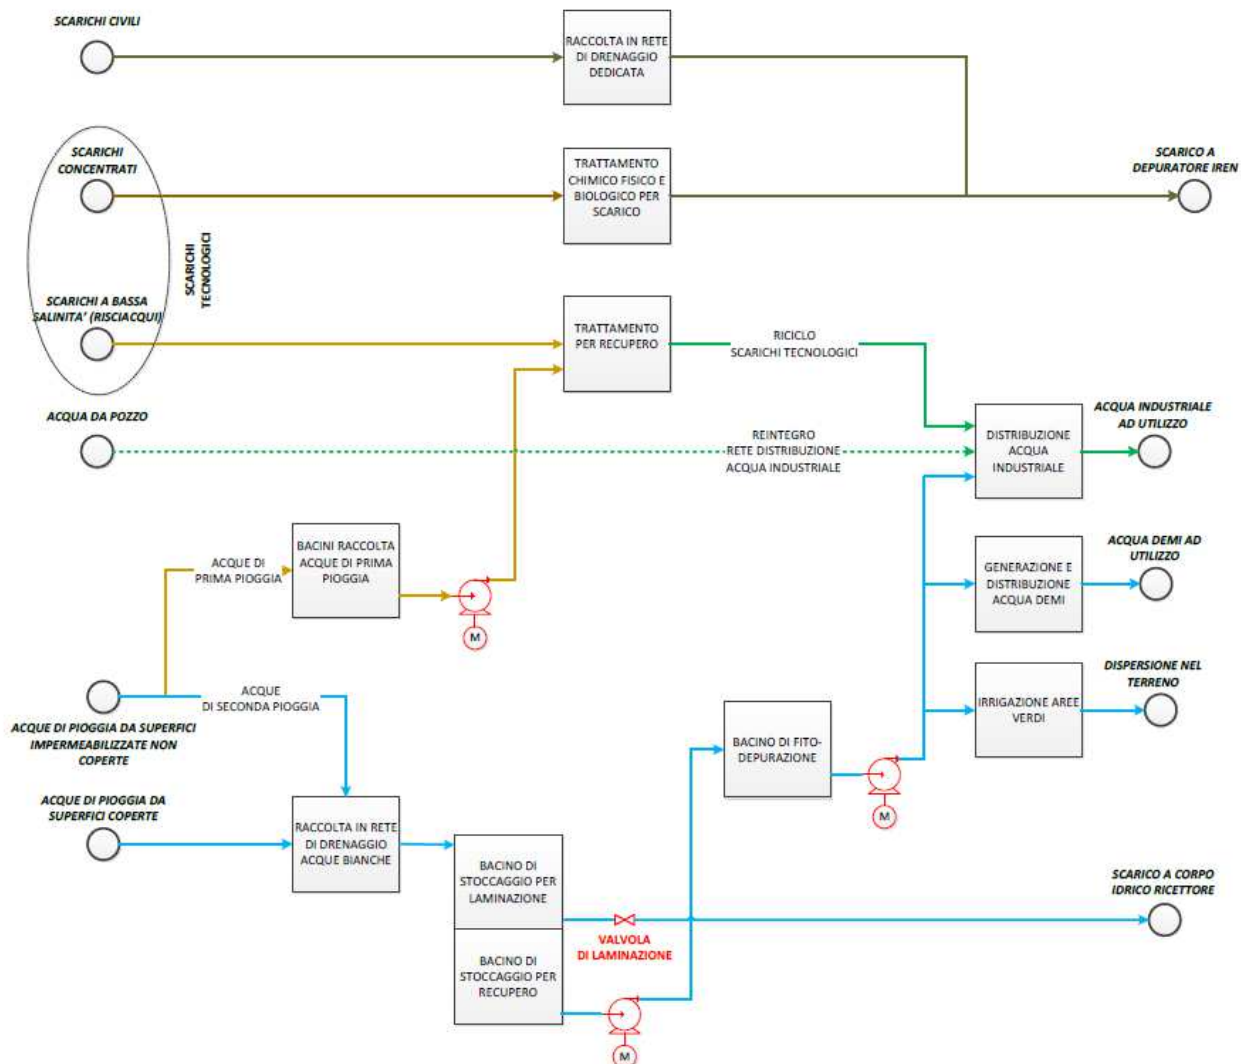 SCARICHI CIVILI
RACCOLTA IN RETE
DI DRENAGGIO
DEDICATA
SCARICHI
CONCENTRATI
TRATTAMENTO
CHIMICO FISICO E
BIOLOGICO PER
SCARICO
SCARICO A
DEPURATORE IREN
SCARICHI
TECNOLOGICI
SCARICHI A BASSA
SALINITA' (RISCIACQUI)
TRATTAMENTO
PER RECUPERO
RICICLO
SCARICHI TECNOLOGICI
ACQUA DA POZZO
REINTEGRO
RETE DISTRIBUZIONE
ACQUA INDUSTRIALE
DISTRIBUZIONE
ACQUA
INDUSTRIALE
ACQUA INDUSTRIALE
AD UTILIZZO
ACQUE DI
PRIMA PIOGGIA
BACINI RACCOLTA
ACQUE DI PRIMA
PIOGGIA
M
GENERAZIONE E
DISTRIBUZIONE
ACQUA DEMI
ACQUA DEMI AD
UTILIZZO
ACQUE
DI SECONDA PIOGGIA
ACQUE DI PIOGGIA DA SUPERFICI
IMPERMEABILIZZATE NON
COPERTE
IRRIGAZIONE AREE
VERDI
DISPERSIONE NEL
TERRENO
BACINO DI FITO-
DEPURAZIONE
M
ACQUE DI PIOGGIA DA
SUPERFICI COPERTE
RACCOLTA IN RETE
DI DRENAGGIO
ACQUE BIANCHE
BACINO DI
STOCCAGGIO PER
LAMINAZIONE
VALVOLA
DI LAMINAZIONE
SCARICO A CORPO
IDRICO RICETTORE
BACINO DI
STOCCAGGIO PER
RECUPERO
M